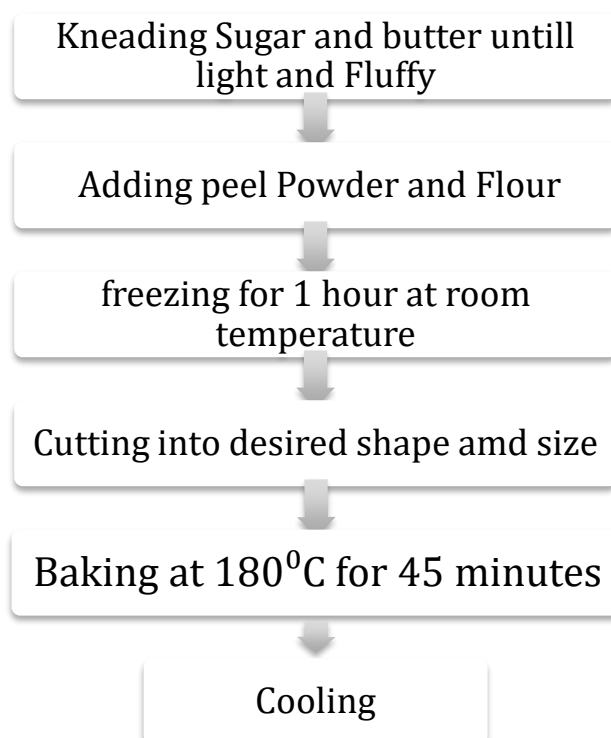 Kneading Sugar and butter untill
light and Fluffy
Adding peel Powder and Flour
freezing for 1 hour at room
temperature
Cutting into desired shape amd size
Baking at 180⁰C for 45 minutes
Cooling